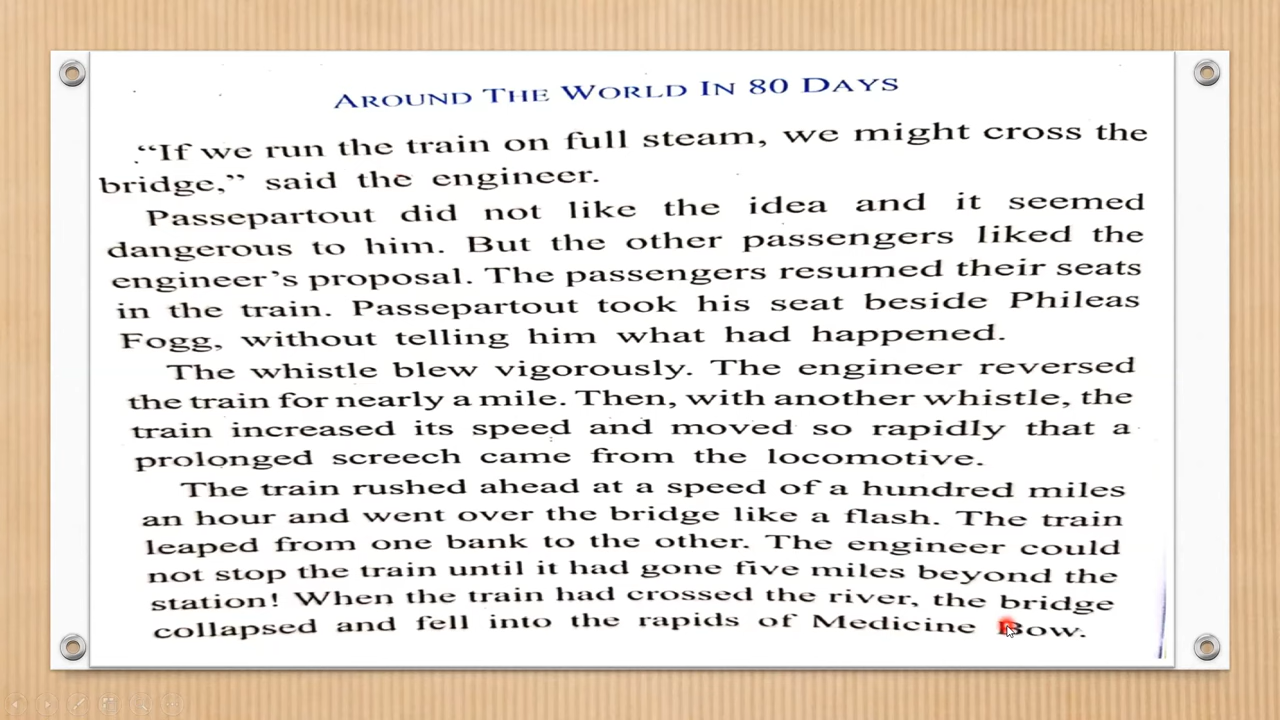 AROUND THE WORLD IN 80 DAYS
"If we run the train on full steam, we might cross the
bridge," said the engineer.
Passepartout did not like the idea and it seemed
dangerous to him. But the other passengers liked the
engineer's proposal. The passengers resumed their seats
in the train. Passepartout took his seat beside Phileas
Fogg, without telling him what had happened.
The whistle blew vigorously. The engineer reversed
the train for nearly a mile. Then, with another whistle, the
train increased its speed and moved so rapidly that a
prolonged screech came from the locomotive.
The train rushed ahead at a speed of a hundred miles
an hour and went over the bridge like a flash. The train
leaped from one bank to the other. The engineer could
not stop the train until it had gone five miles beyond the
station! When the train had crossed the river, the bridge
collapsed and fell into the rapids of Medicine Bow.